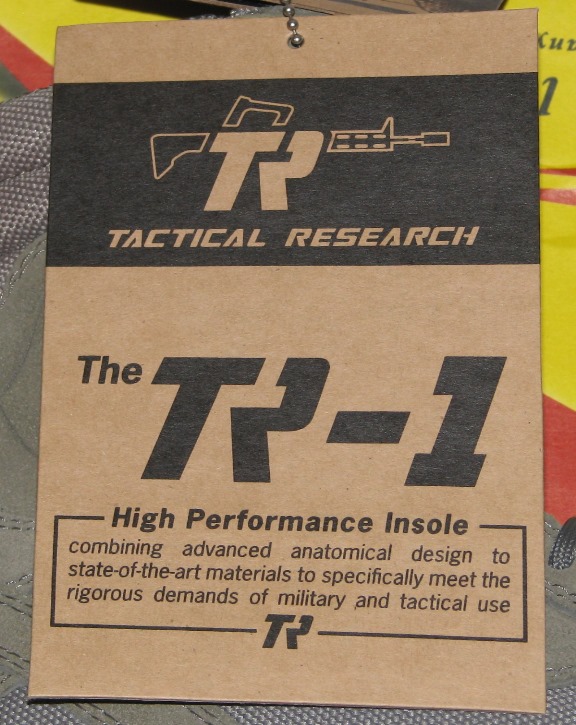 TR
TACTICAL RESEARCH
The TR-1
High Performance Insole
combining advanced anatomical design to
state-of-the-art materials to specifically meet the
rigorous demands of military and tactical use
TR